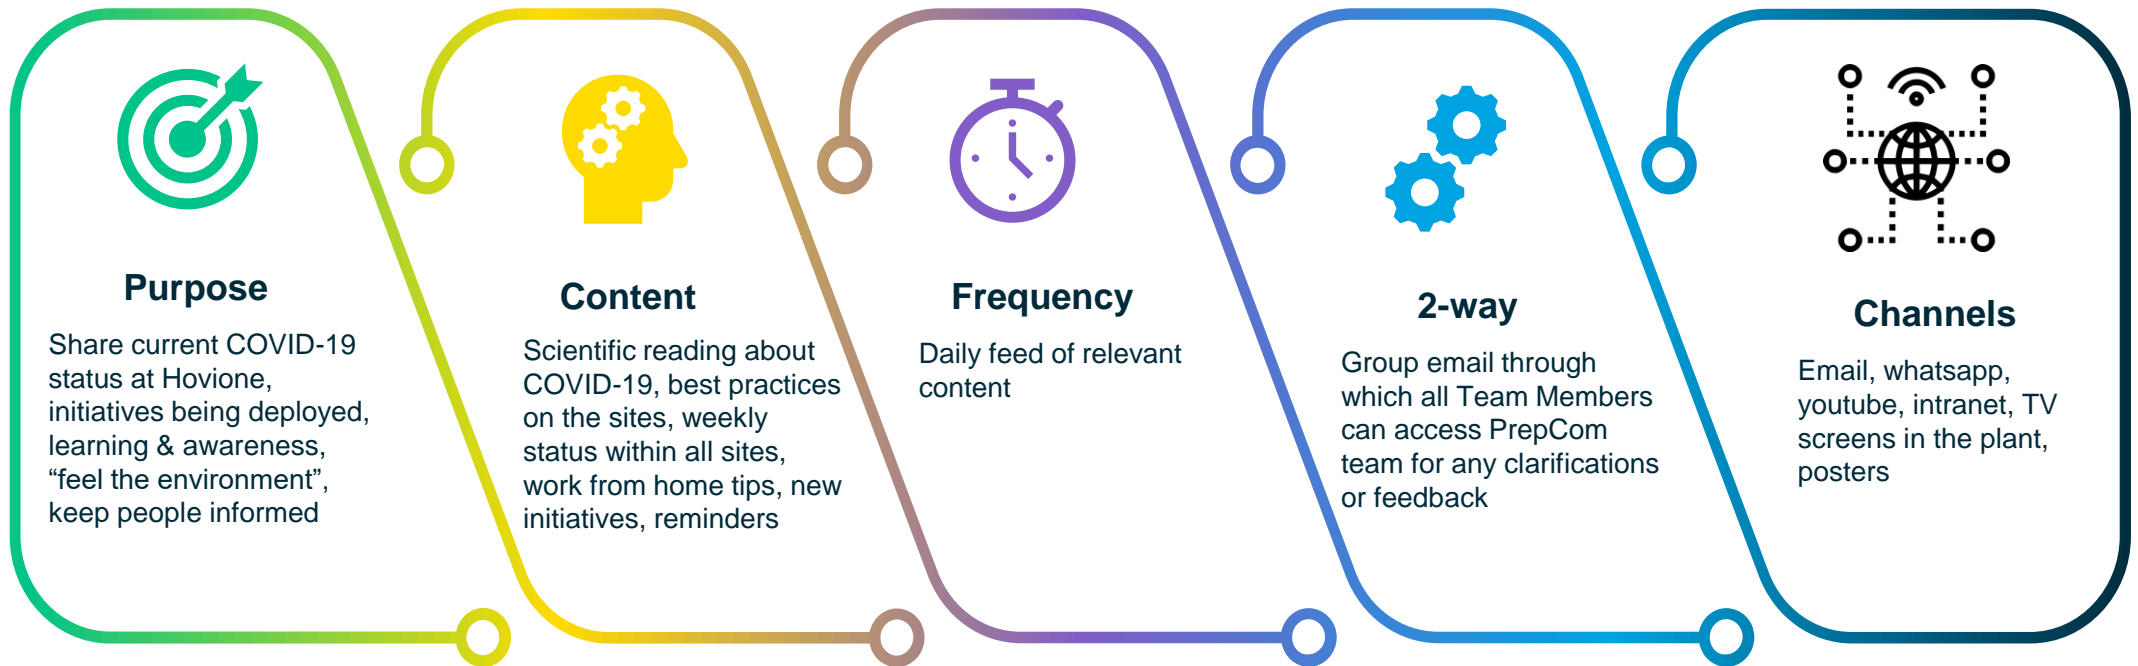 Purpose
Share current COVID-19
status at Hovione,
initiatives being deployed,
learning & awareness,
“feel the environment”,
keep people informed
Content
Scientific reading about
COVID-19, best practices
on the sites, weekly
status within all sites,
work from home tips, new
initiatives, reminders
Frequency
Daily feed of relevant
content
2-way
Group email through
which all Team Members
can access PrepCom
team for any clarifications
or feedback
Channels
Email, whatsapp,
youtube, intranet, TV
screens in the plant,
posters